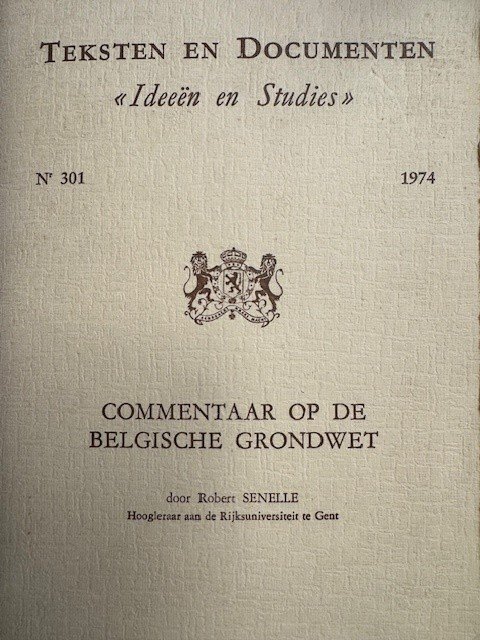 TEKSTEN EN DOCUMENTEN
« Ideeën en Studies »
Nr 301 1974
COMMENTAAR OP DE
BELGISCHE GRONDWET
door Robert SENELLE
Hoogleraar aan de Rijksuniversiteit te Gent